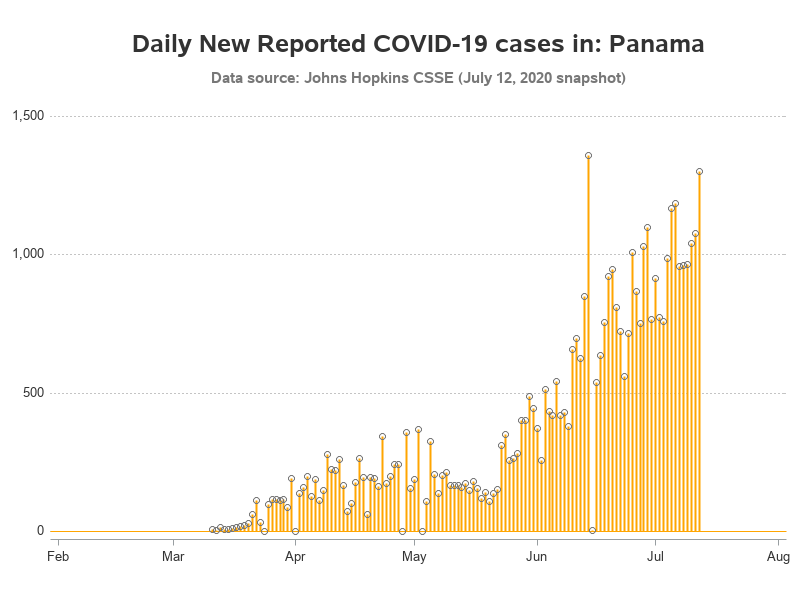 Daily New Reported COVID-19 cases in: Panama
Data source: Johns Hopkins CSSE (July 12, 2020 snapshot)
1,500
1,000
500
0
Feb Mar Apr May Jun Jul Aug